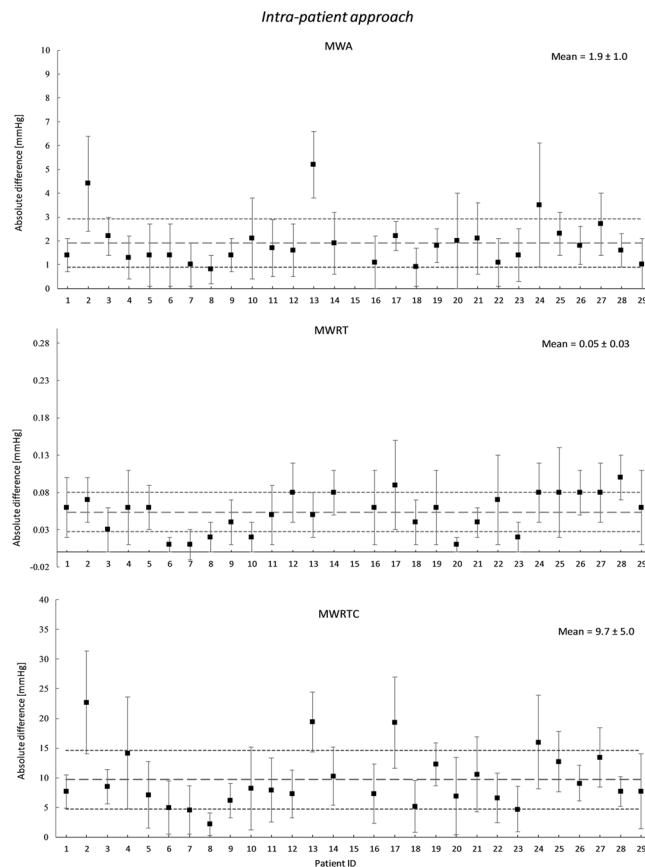 Intra-patient approach
MWA
Mean = 1.9 ± 1.0
Absolute difference [mmHg]
10
9
8
7
6
5
4
3
2
1
0
1 2 3 4 5 6 7 8 9 10 11 12 13 14 15 16 17 18 19 20 21 22 23 24 25 26 27 28 29
MWRT
Mean = 0.05 ± 0.03
Absolute difference [mmHg]
0.28
0.23
0.18
0.13
0.08
0.03
-0.02
1 2 3 4 5 6 7 8 9 10 11 12 13 14 15 16 17 18 19 20 21 22 23 24 25 26 27 28 29
MWRTC
Mean = 9.7 ± 5.0
Absolute difference [mmHg]
40
35
30
25
20
15
10
5
0
1 2 3 4 5 6 7 8 9 10 11 12 13 14 15 16 17 18 19 20 21 22 23 24 25 26 27 28 29
Patient ID